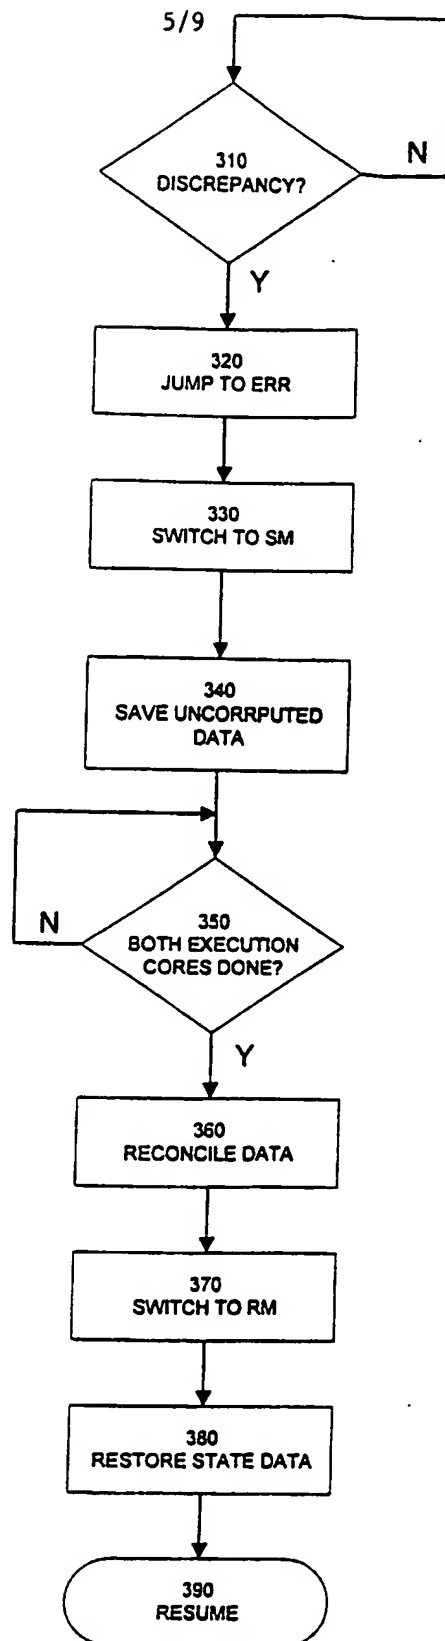 5/9
310
DISCREPANCY?
N
Y
320
JUMP TO ERR
330
SWITCH TO SM
340
SAVE UNCORRPUTED
DATA
N
350
BOTH EXECUTION
CORES DONE?
Y
360
RECONCILE DATA
370
SWITCH TO RM
380
RESTORE STATE DATA
390
RESUME